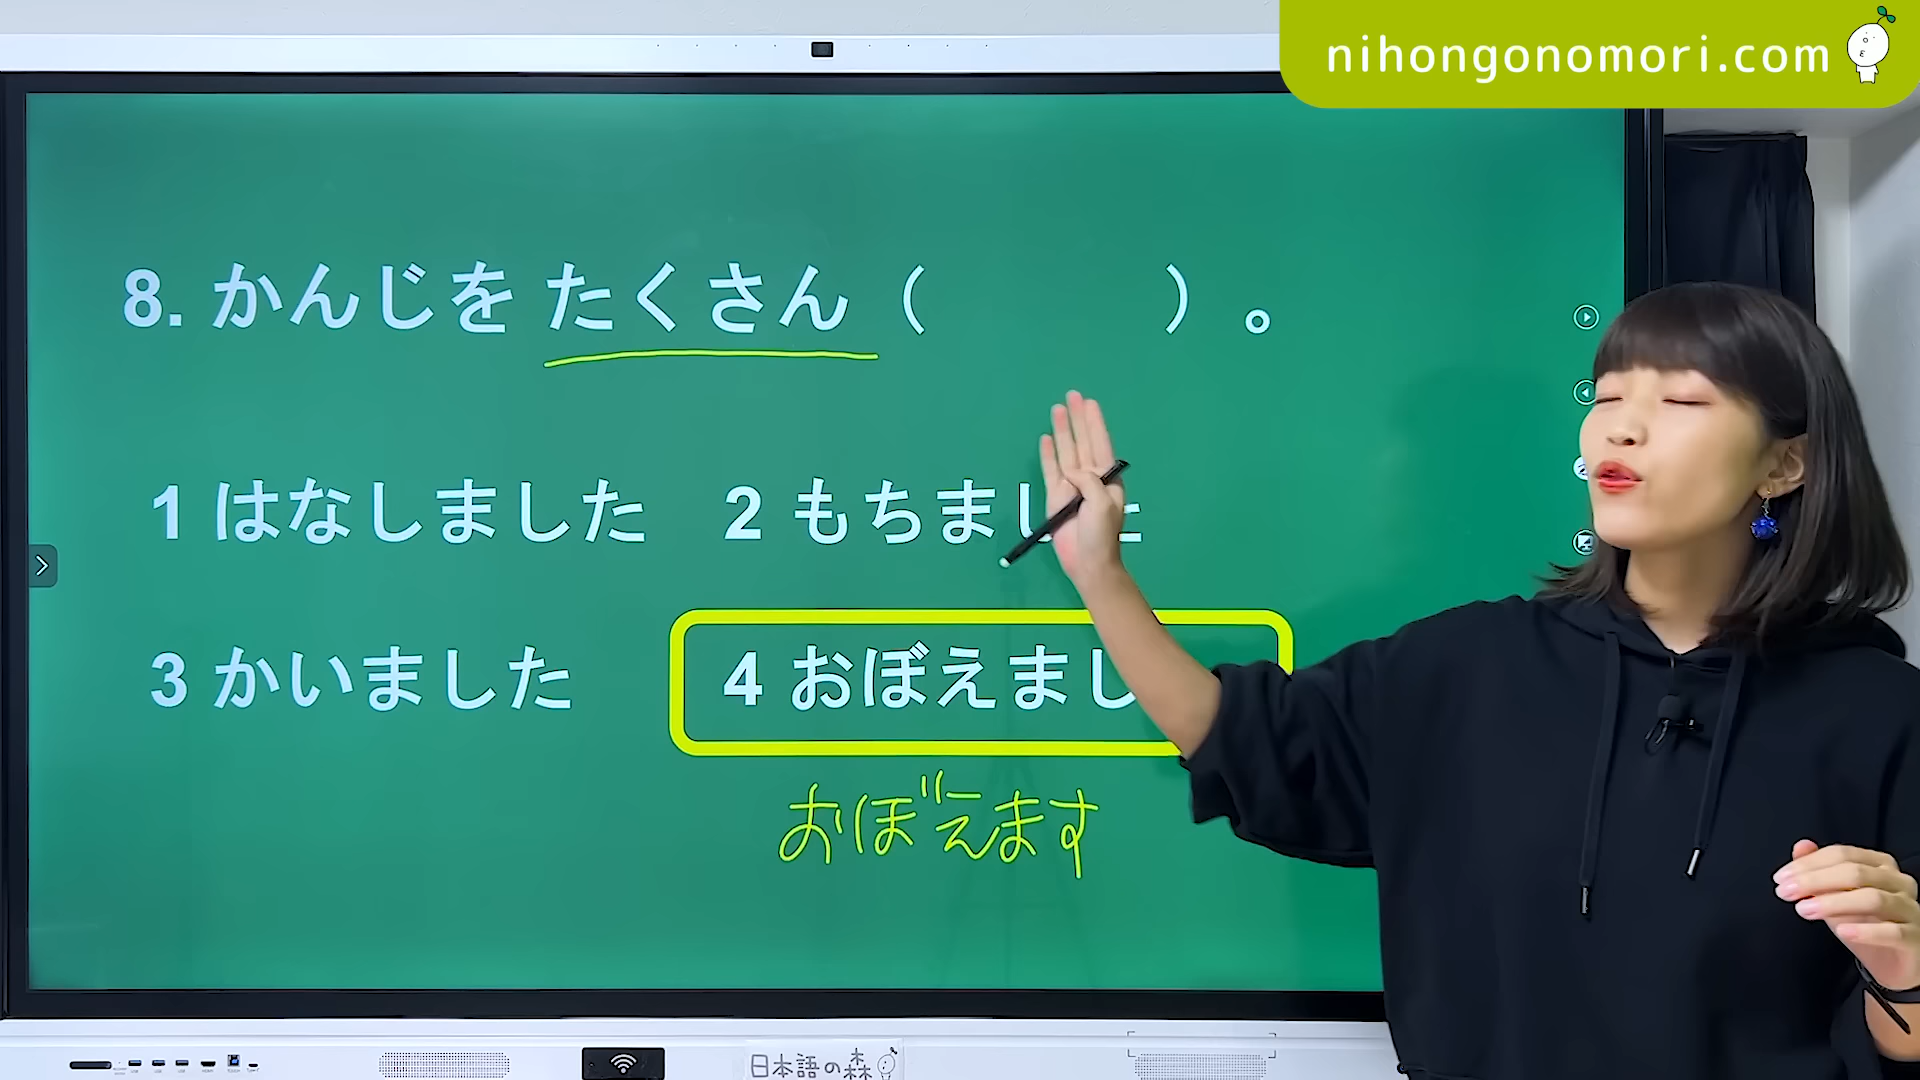 nihongonomori.com
8. かんじを たくさん（　　　）。
1 はなしました 2 もちました
3 かいました 4 おぼえまし
おぼえます
日本語の森